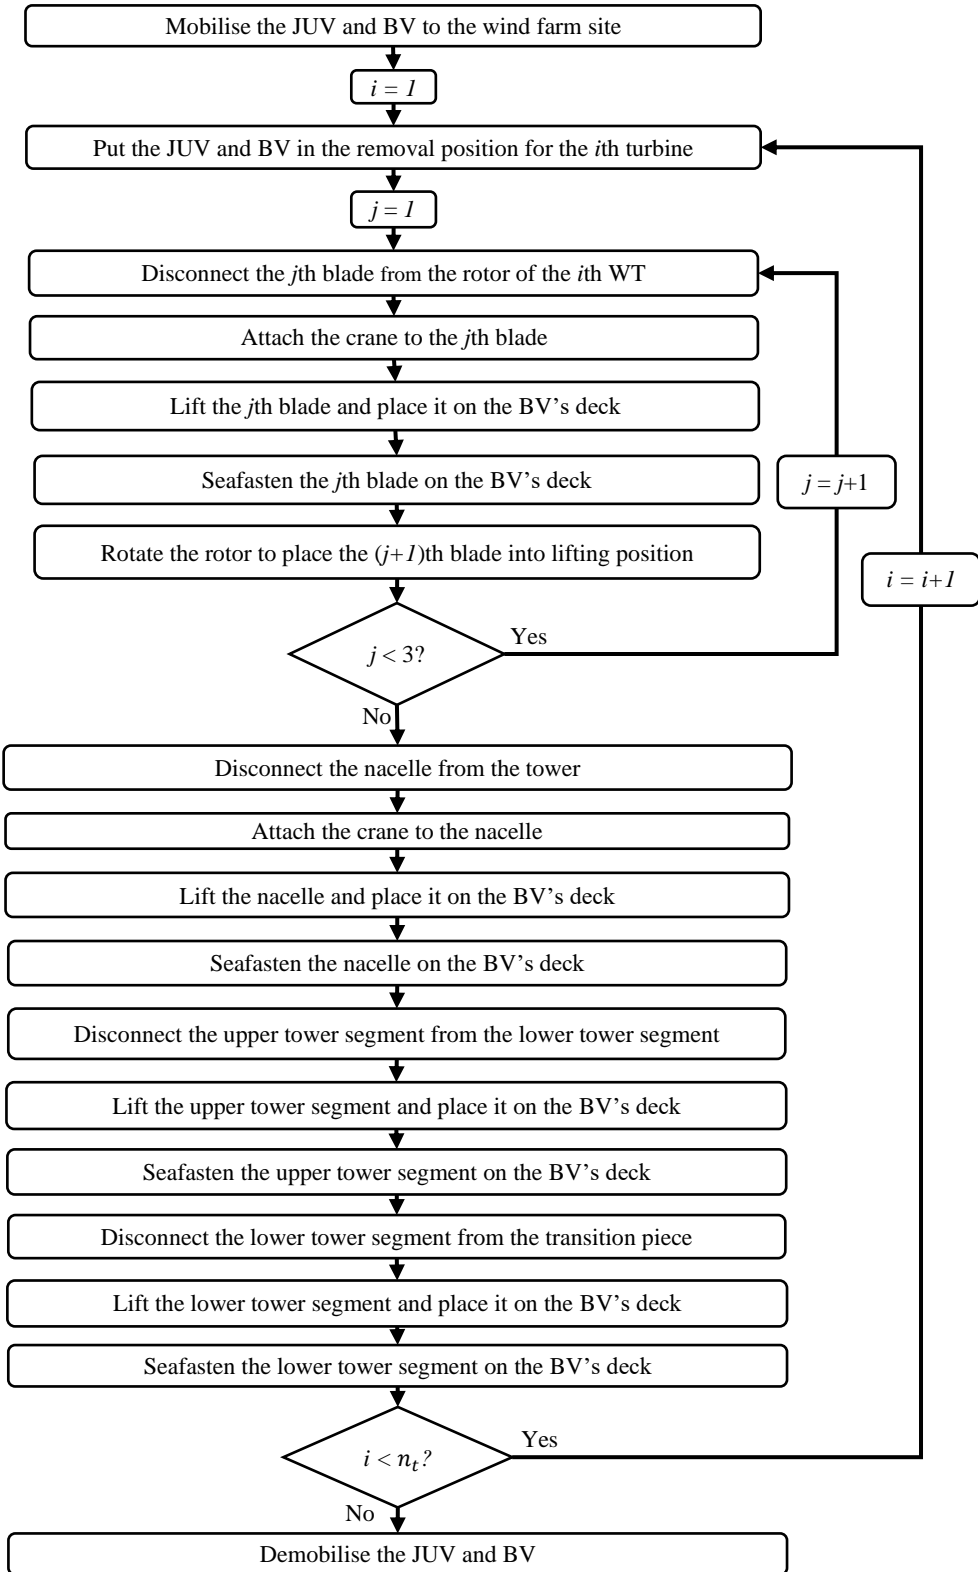 Mobilise the JUV and BV to the wind farm site
i = 1
Put the JUV and BV in the removal position for the ith turbine
j = 1
Disconnect the jth blade from the rotor of the ith WT
Attach the crane to the jth blade
Lift the jth blade and place it on the BV’s deck
Seafasten the jth blade on the BV’s deck
j = j+1
Rotate the rotor to place the (j+1)th blade into lifting position
i = i+1
j < 3?
Yes
No
Disconnect the nacelle from the tower
Attach the crane to the nacelle
Lift the nacelle and place it on the BV’s deck
Seafasten the nacelle on the BV’s deck
Disconnect the upper tower segment from the lower tower segment
Lift the upper tower segment and place it on the BV’s deck
Seafasten the upper tower segment on the BV’s deck
Disconnect the lower tower segment from the transition piece
Lift the lower tower segment and place it on the BV’s deck
Seafasten the lower tower segment on the BV’s deck
i < nₜ?
Yes
No
Demobilise the JUV and BV